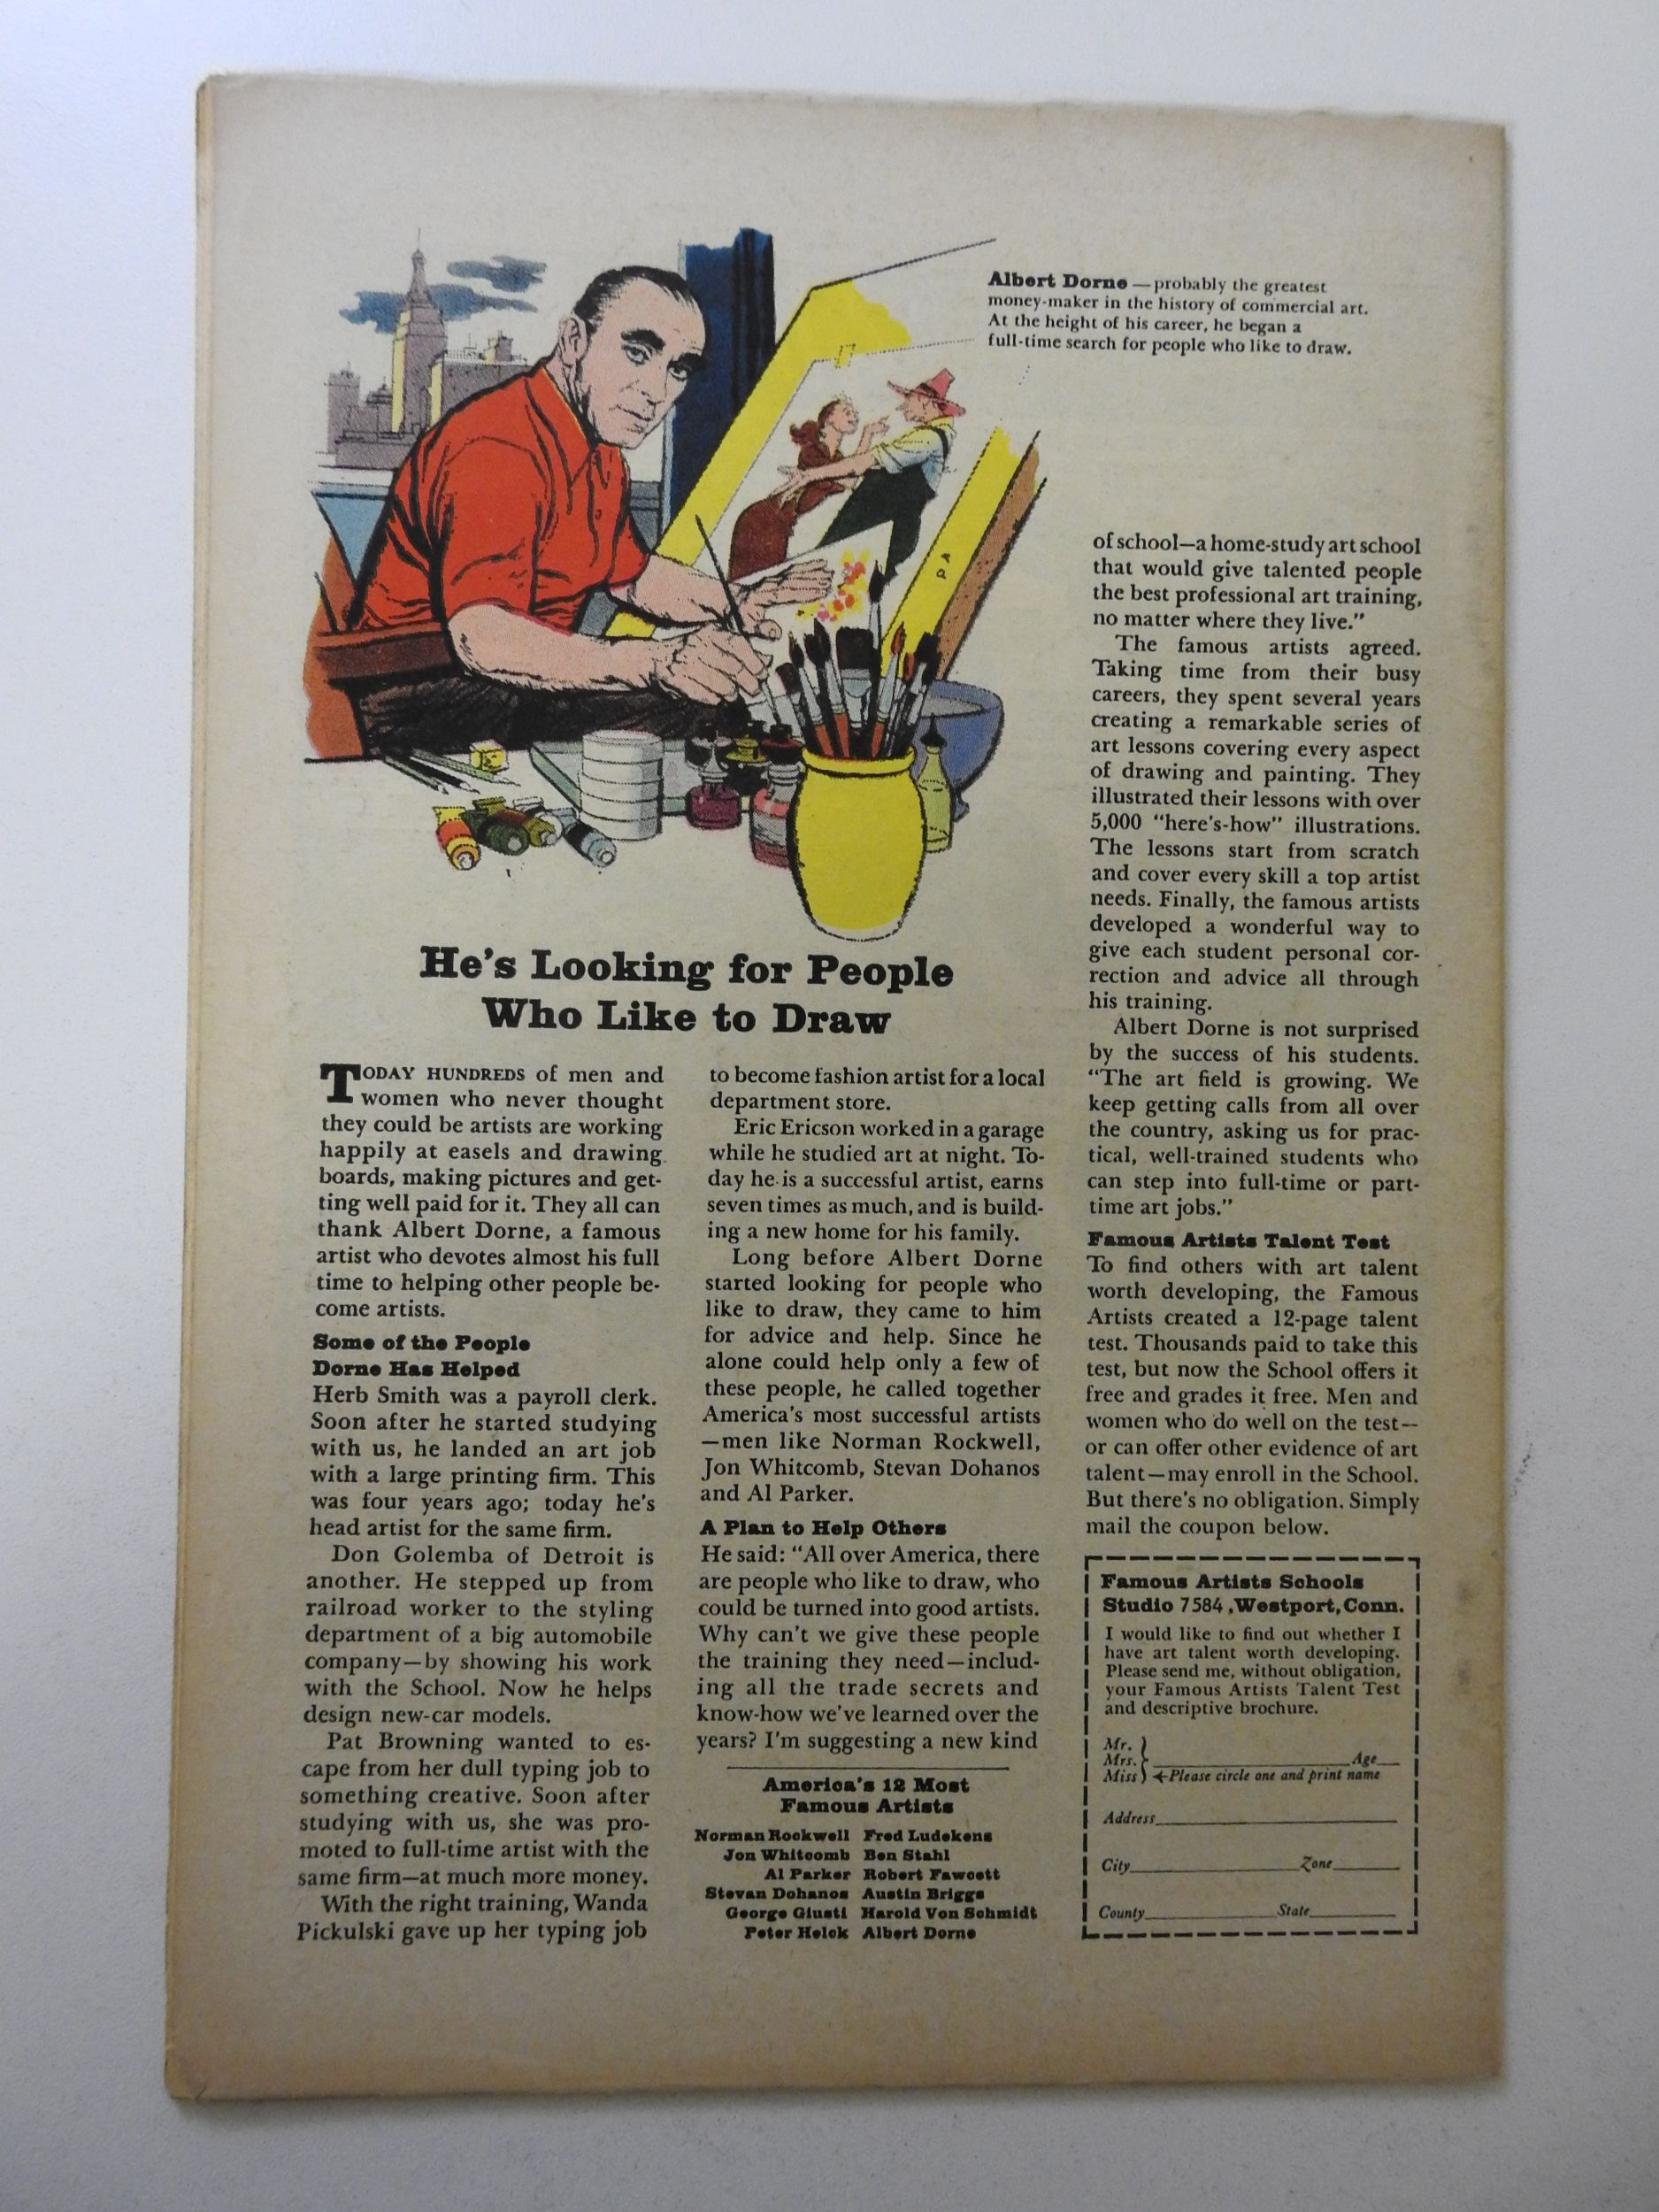 Albert Dorne — probably the greatest
money-maker in the history of commercial art.
At the height of his career, he began a
full-time search for people who like to draw.
He's Looking for People
Who Like to Draw
TODAY HUNDREDS of men and
women who never thought
they could be artists are working
happily at easels and drawing
boards, making pictures and get-
ting well paid for it. They all can
thank Albert Dorne, a famous
artist who devotes almost his full
time to helping other people be-
come artists.
Some of the People
Dorne Has Helped
Herb Smith was a payroll clerk.
Soon after he started studying
with us, he landed an art job
with a large printing firm. This
was four years ago; today he's
head artist for the same firm.
Don Golemba of Detroit is
another. He stepped up from
railroad worker to the styling
department of a big automobile
company—by showing his work
with the School. Now he helps
design new-car models.
Pat Browning wanted to es-
cape from her dull typing job to
something creative. Soon after
studying with us, she was pro-
moted to full-time artist with the
same firm—at much more money.
With the right training, Wanda
Pickulski gave up her typing job
to become fashion artist for a local
department store.
Eric Ericson worked in a garage
while he studied art at night. To-
day he is a successful artist, earns
seven times as much, and is build-
ing a new home for his family.
Long before Albert Dorne
started looking for people who
like to draw, they came to him
for advice and help. Since he
alone could help only a few of
these people, he called together
America's most successful artists
—men like Norman Rockwell,
Jon Whitcomb, Stevan Dohanos
and Al Parker.
A Plan to Help Others
He said: "All over America, there
are people who like to draw, who
could be turned into good artists.
Why can't we give these people
the training they need—includ-
ing all the trade secrets and
know-how we've learned over the
years? I'm suggesting a new kind
America's 12 Most
Famous Artists
Norman Rockwell Fred Ludekens
Jon Whitcomb Ben Stahl
Al Parker Robert Fawcett
Stevan Dohanos Austin Briggs
George Giusti Harold Von Schmidt
Peter Helck Albert Dorne
of school—a home-study art school
that would give talented people
the best professional art training,
no matter where they live."
The famous artists agreed.
Taking time from their busy
careers, they spent several years
creating a remarkable series of
art lessons covering every aspect
of drawing and painting. They
illustrated their lessons with over
5,000 "here's-how" illustrations.
The lessons start from scratch
and cover every skill a top artist
needs. Finally, the famous artists
developed a wonderful way to
give each student personal cor-
rection and advice all through
his training.
Albert Dorne is not surprised
by the success of his students.
"The art field is growing. We
keep getting calls from all over
the country, asking us for prac-
tical, well-trained students who
can step into full-time or part-
time art jobs."
Famous Artists Talent Test
To find others with art talent
worth developing, the Famous
Artists created a 12-page talent
test. Thousands paid to take this
test, but now the School offers it
free and grades it free. Men and
women who do well on the test—
or can offer other evidence of art
talent—may enroll in the School.
But there's no obligation. Simply
mail the coupon below.
Famous Artists Schools
Studio 7584, Westport, Conn.
I would like to find out whether I
have art talent worth developing.
Please send me, without obligation,
your Famous Artists Talent Test
and descriptive brochure.
Mr.
Mrs. Age
Miss ←Please circle one and print name
Address
City Zone
County State